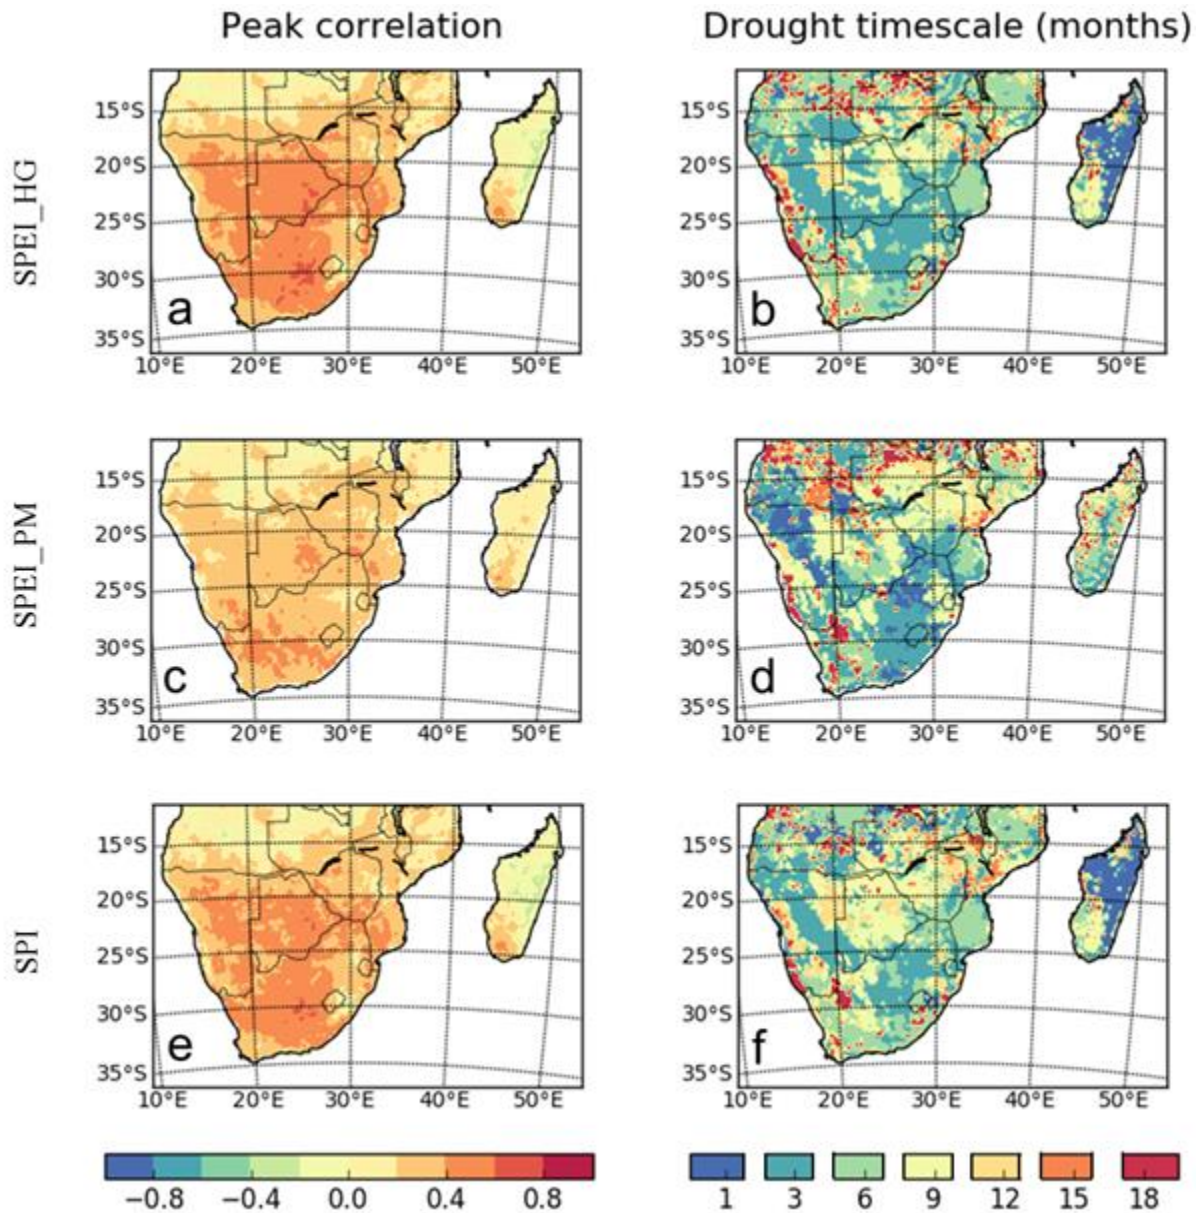 Peak correlation Drought timescale (months)
SPEI_HG
15°S 15°S
20°S 20°S
25°S 25°S
30°S 30°S
35°S 35°S
a b
10°E 20°E 30°E 40°E 50°E 10°E 20°E 30°E 40°E 50°E
SPEI_PM
15°S 15°S
20°S 20°S
25°S 25°S
30°S 30°S
35°S 35°S
c d
10°E 20°E 30°E 40°E 50°E 10°E 20°E 30°E 40°E 50°E
SPI
15°S 15°S
20°S 20°S
25°S 25°S
30°S 30°S
35°S 35°S
e f
10°E 20°E 30°E 40°E 50°E 10°E 20°E 30°E 40°E 50°E
−0.8 −0.4 0.0 0.4 0.8 1 3 6 9 12 15 18